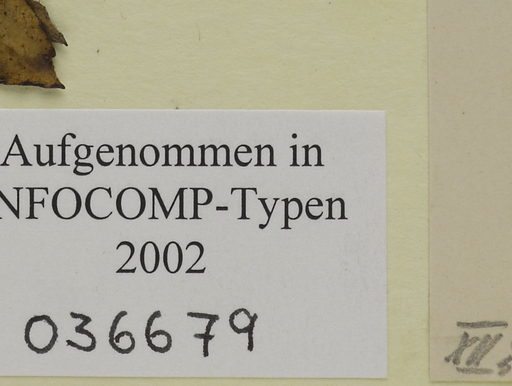 Aufgenommen in
NFOCOMP-Typen
2002
036679